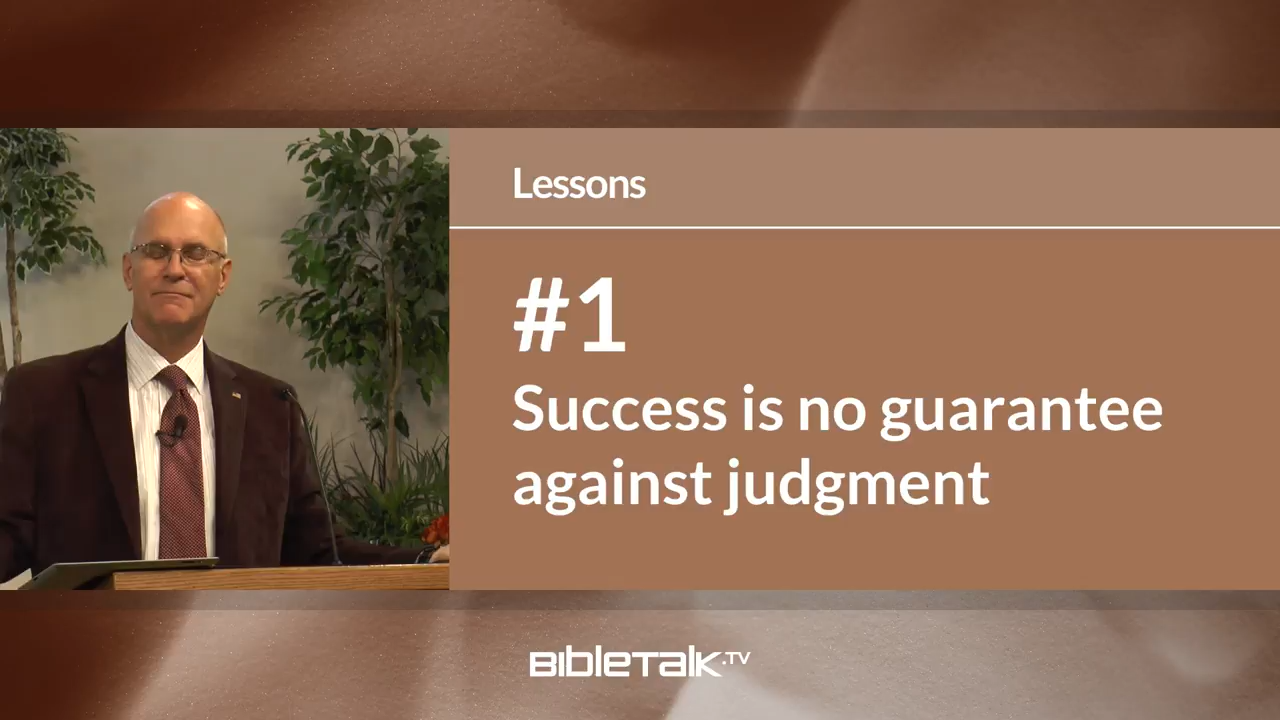 Lessons
#1
Success is no guarantee
against judgment
BIBLETALK.TV